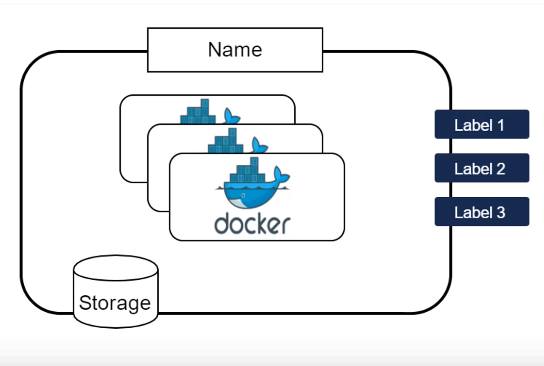 Name
Label 1
Label 2
Label 3
docker
Storage